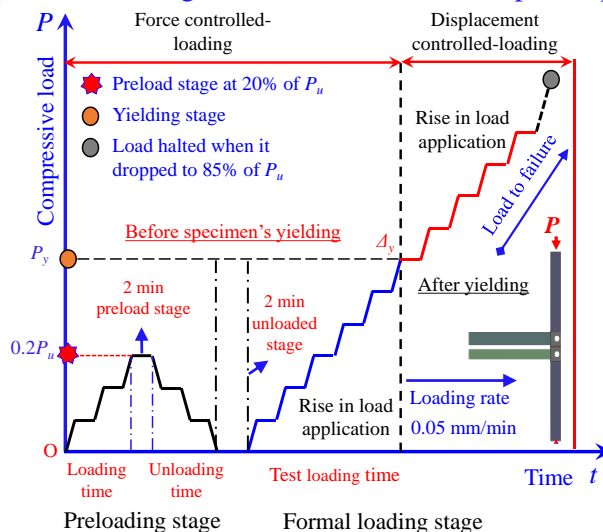 P
Force controlled-
loading
Displacement
controlled-loading
Compressive load
Preload stage at 20% of Pu
Yielding stage
Load halted when it
dropped to 85% of Pu
Rise in load
application
Load to failure
Before specimen's yielding
Δy
P
Py
2 min
preload stage
2 min
unloaded
stage
After yielding
0.2Pu
Rise in load
application
Loading rate
0.05 mm/min
O
Loading
time
Unloading
time
Test loading time
Time t
Preloading stage
Formal loading stage